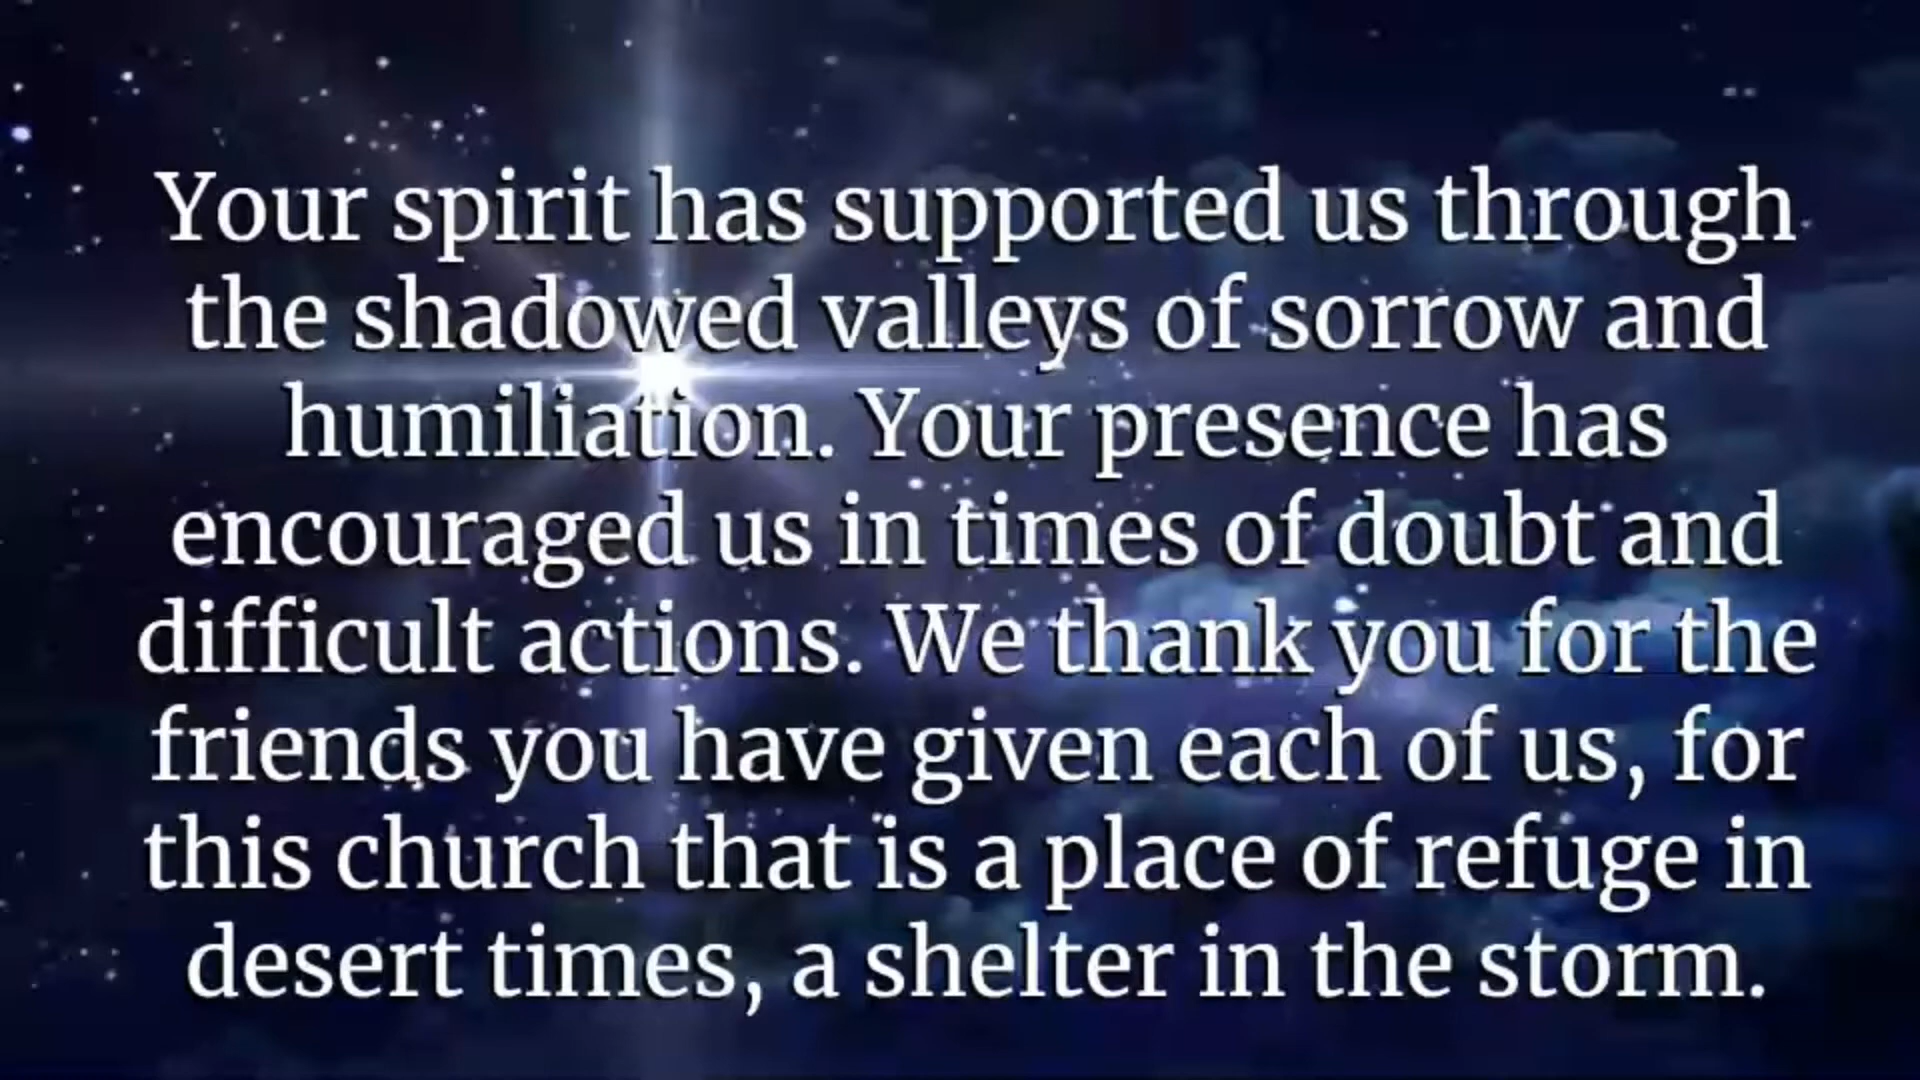 Your spirit has supported us through
the shadowed valleys of sorrow and
humiliation. Your presence has
encouraged us in times of doubt and
difficult actions. We thank you for the
friends you have given each of us, for
this church that is a place of refuge in
desert times, a shelter in the storm.